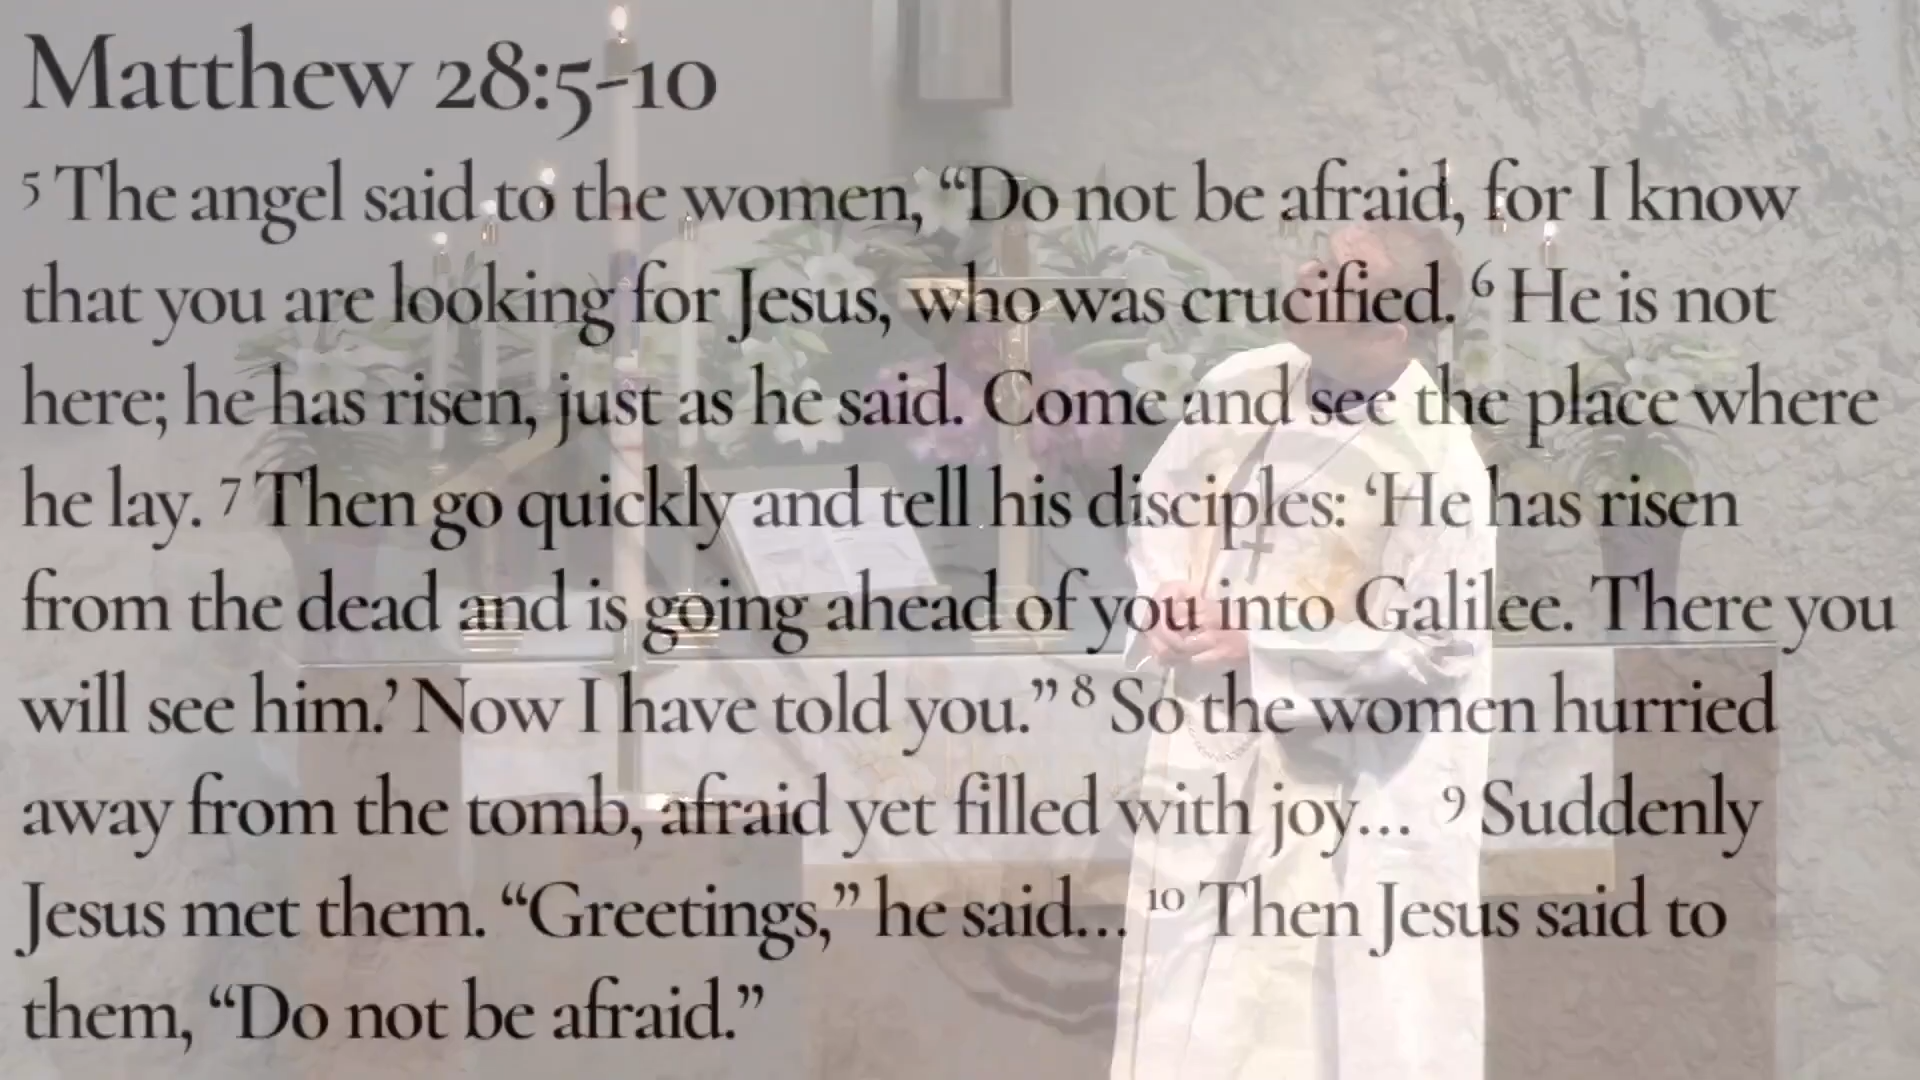 Matthew 28:5-10
5 The angel said to the women, “Do not be afraid, for I know
that you are looking for Jesus, who was crucified. 6 He is not
here; he has risen, just as he said. Come and see the place where
he lay. 7 Then go quickly and tell his disciples: ‘He has risen
from the dead and is going ahead of you into Galilee. There you
will see him.’ Now I have told you.” 8 So the women hurried
away from the tomb, afraid yet filled with joy... 9 Suddenly
Jesus met them. “Greetings,” he said... 10 Then Jesus said to
them, “Do not be afraid.”